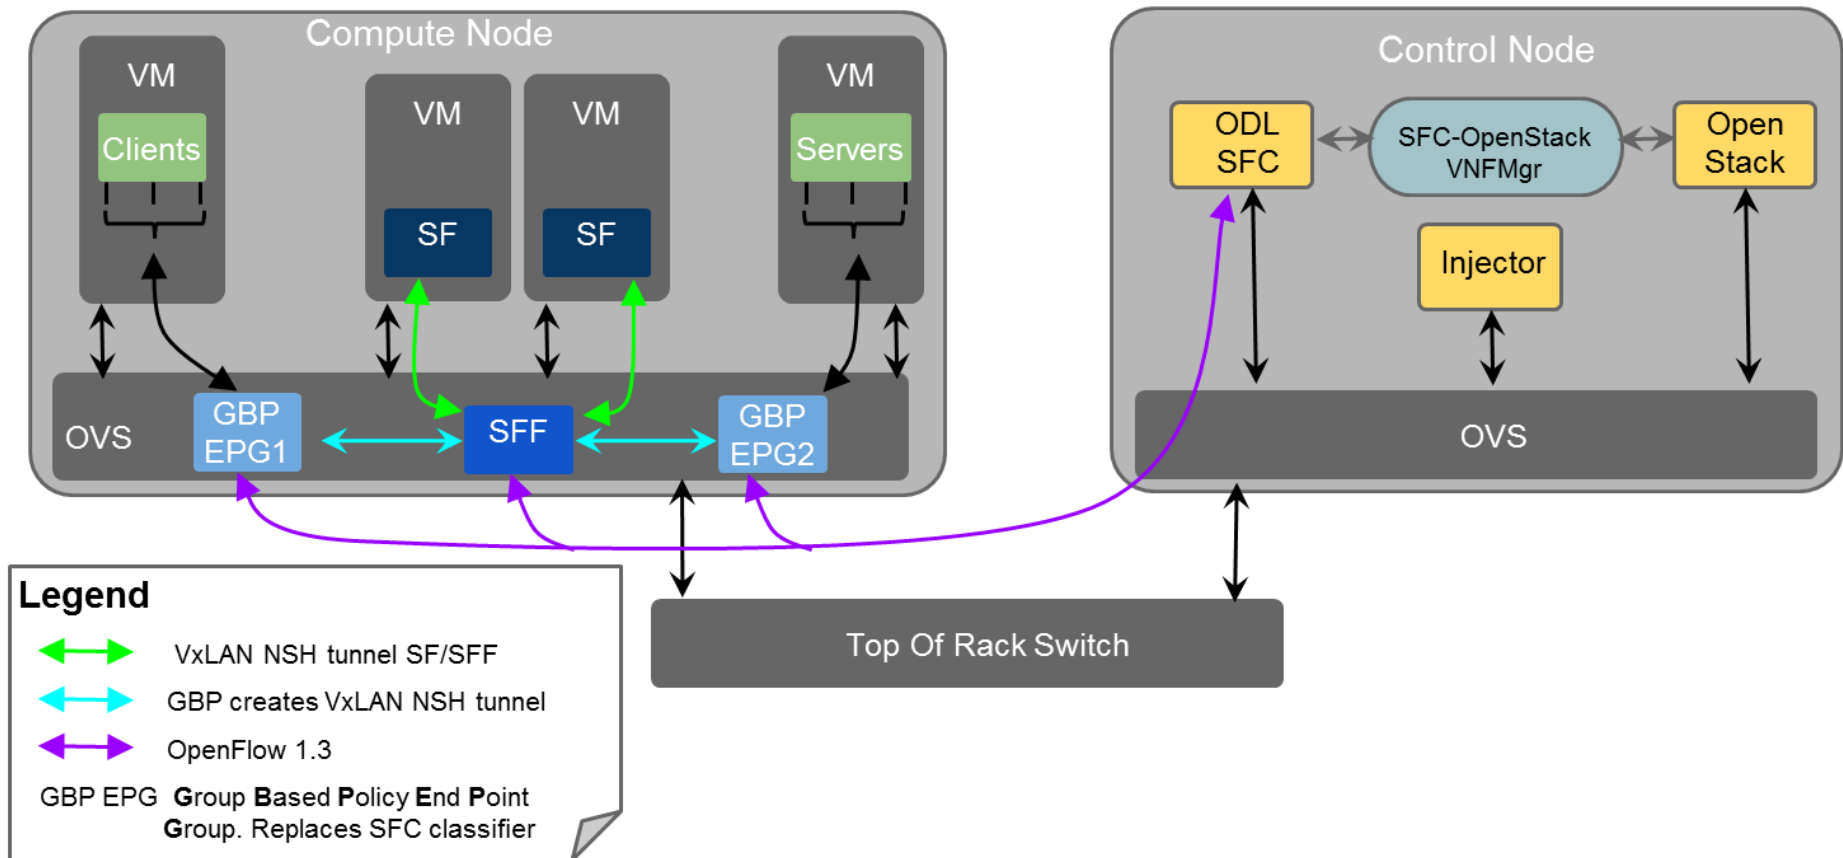 Compute Node
VM
Clients
VM
SF
VM
SF
VM
Servers
OVS
GBP
EPG1
SFF
GBP
EPG2
Control Node
ODL
SFC
SFC-OpenStack
VNFMgr
Open
Stack
Injector
OVS
Top Of Rack Switch
Legend
VxLAN NSH tunnel SF/SFF
GBP creates VxLAN NSH tunnel
OpenFlow 1.3
GBP EPG Group Based Policy End Point
Group. Replaces SFC classifier